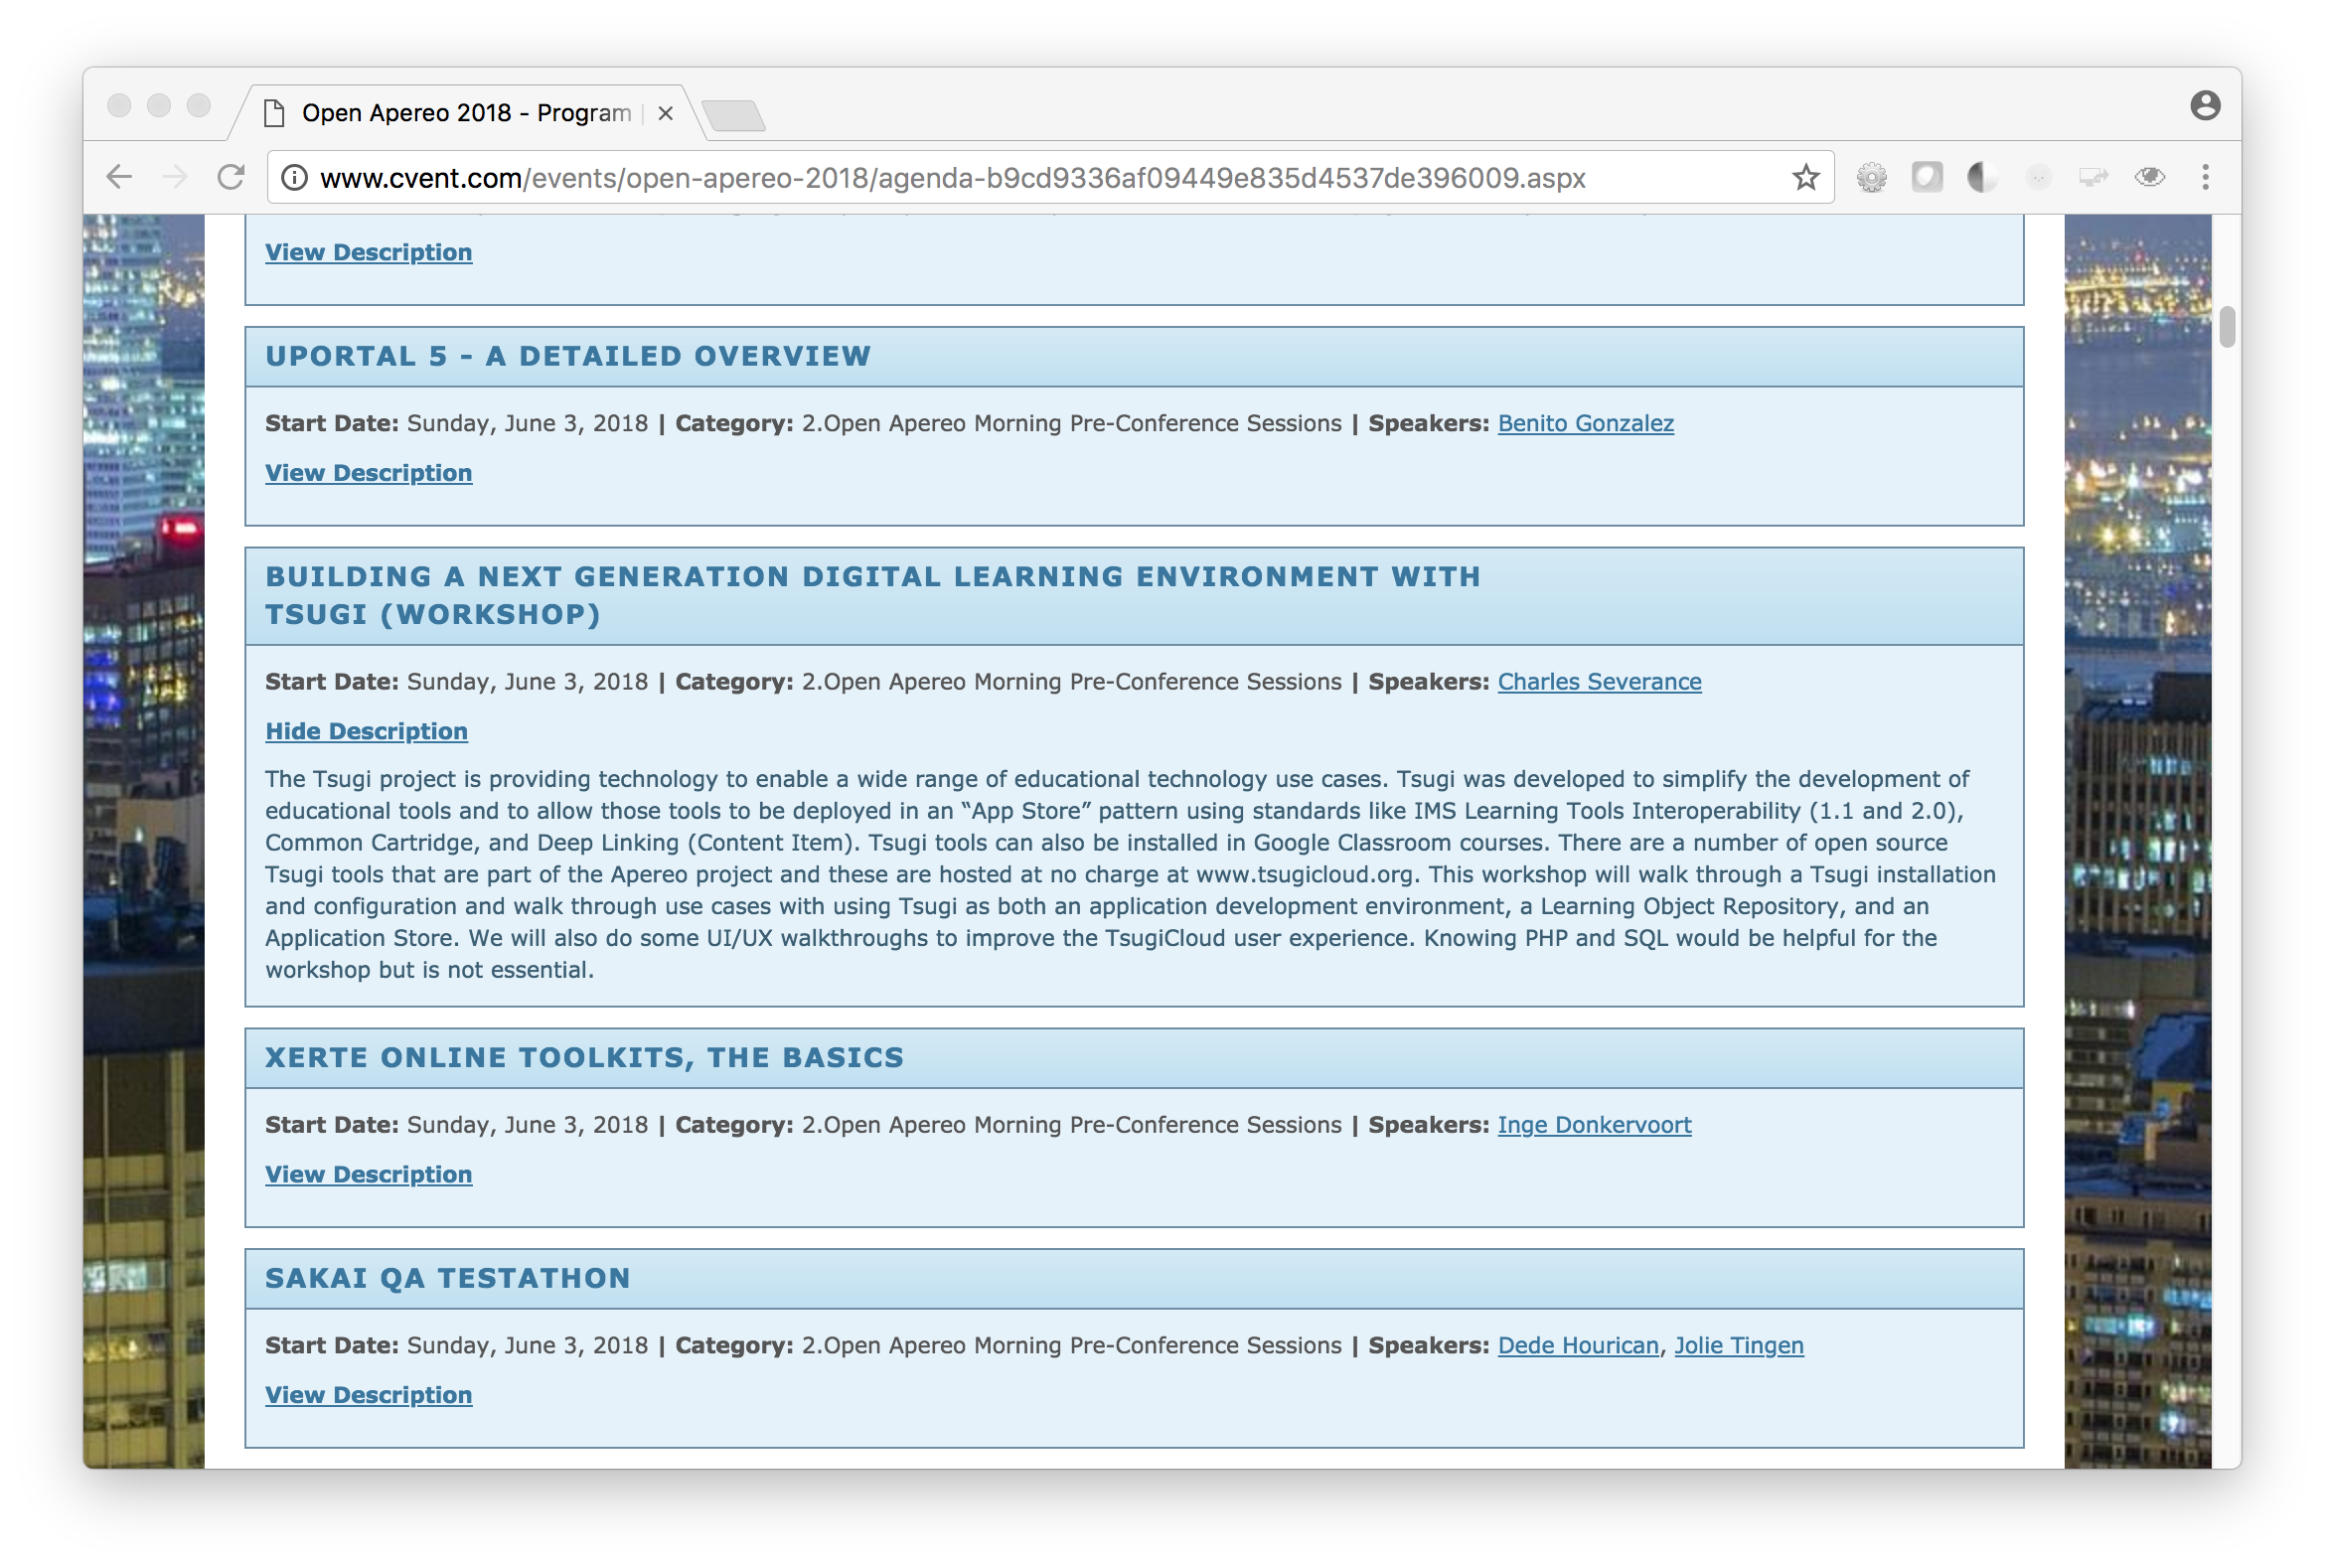 Open Apereo 2018 - Program
www.cvent.com/events/open-apereo-2018/agenda-b9cd9336af09449e835d4537de396009.aspx
View Description
UPORTAL 5 - A DETAILED OVERVIEW
Start Date: Sunday, June 3, 2018 | Category: 2.Open Apereo Morning Pre-Conference Sessions | Speakers: Benito Gonzalez
View Description
BUILDING A NEXT GENERATION DIGITAL LEARNING ENVIRONMENT WITH
TSUGI (WORKSHOP)
Start Date: Sunday, June 3, 2018 | Category: 2.Open Apereo Morning Pre-Conference Sessions | Speakers: Charles Severance
Hide Description
The Tsugi project is providing technology to enable a wide range of educational technology use cases. Tsugi was developed to simplify the development of
educational tools and to allow those tools to be deployed in an “App Store” pattern using standards like IMS Learning Tools Interoperability (1.1 and 2.0),
Common Cartridge, and Deep Linking (Content Item). Tsugi tools can also be installed in Google Classroom courses. There are a number of open source
Tsugi tools that are part of the Apereo project and these are hosted at no charge at www.tsugicloud.org. This workshop will walk through a Tsugi installation
and configuration and walk through use cases with using Tsugi as both an application development environment, a Learning Object Repository, and an
Application Store. We will also do some UI/UX walkthroughs to improve the TsugiCloud user experience. Knowing PHP and SQL would be helpful for the
workshop but is not essential.
XERTE ONLINE TOOLKITS, THE BASICS
Start Date: Sunday, June 3, 2018 | Category: 2.Open Apereo Morning Pre-Conference Sessions | Speakers: Inge Donkervoort
View Description
SAKAI QA TESTATHON
Start Date: Sunday, June 3, 2018 | Category: 2.Open Apereo Morning Pre-Conference Sessions | Speakers: Dede Hourican, Jolie Tingen
View Description